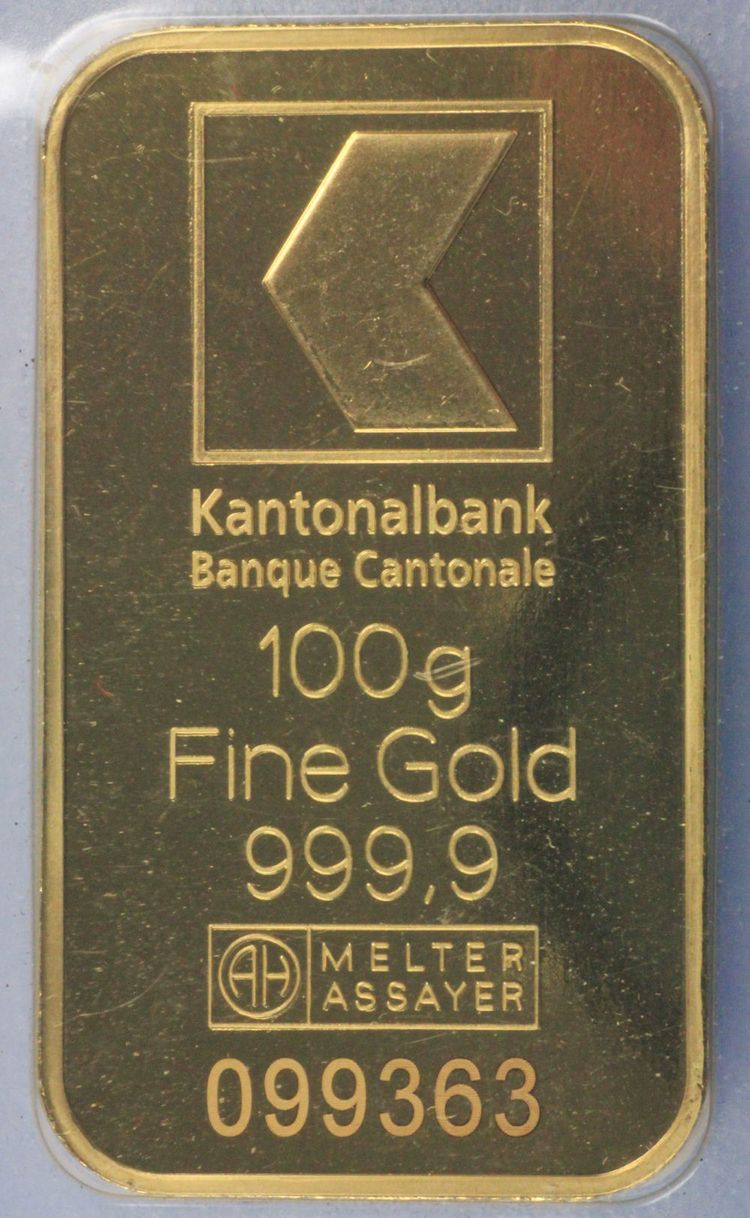 Kantonalbank
Banque Cantonale
100g
Fine Gold
999,9
AH MELTER
ASSAYER
099363